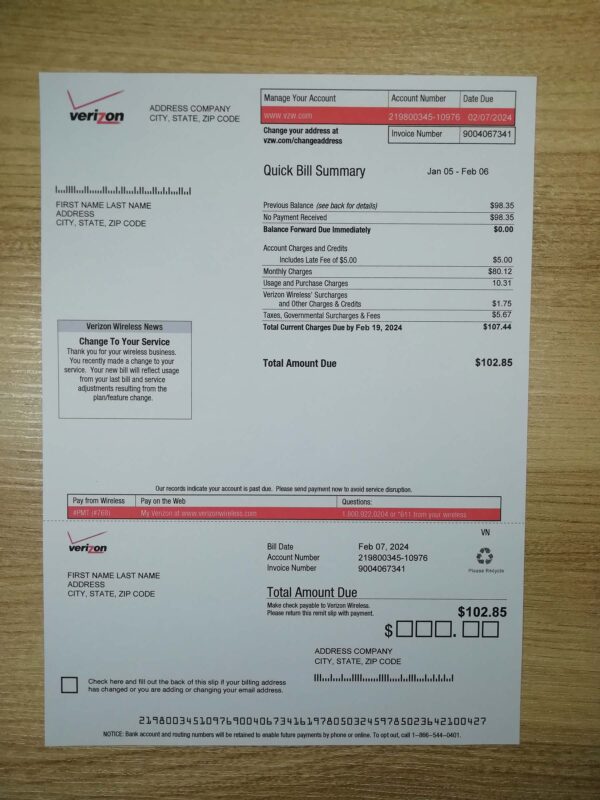 verizon
ADDRESS COMPANY
CITY, STATE, ZIP CODE
Manage Your Account Account Number Date Due
www.vzw.com 219800345-10976 02/07/2024
Change your address at
vzw.com/changeaddress
Invoice Number 9004067341
Quick Bill Summary Jan 05 - Feb 06
FIRST NAME LAST NAME
ADDRESS
CITY, STATE, ZIP CODE
Previous Balance (see back for details) $98.35
No Payment Received $98.35
Balance Forward Due Immediately $0.00
Account Charges and Credits
Includes Late Fee of $5.00 $5.00
Monthly Charges $80.12
Usage and Purchase Charges 10.31
Verizon Wireless' Surcharges
and Other Charges & Credits $1.75
Taxes, Governmental Surcharges & Fees $5.67
Total Current Charges Due by Feb 19, 2024 $107.44
Verizon Wireless News
Change To Your Service
Thank you for your wireless business.
You recently made a change to your
service. Your new bill will reflect usage
from your last bill and service
adjustments resulting from the
plan/feature change.
Total Amount Due $102.85
Our records indicate your account is past due. Please send payment now to avoid service disruption.
Pay from Wireless Pay on the Web Questions:
#PMT (#768) My Verizon at www.verizonwireless.com 1.800.922.0204 or *611 from your wireless
verizon
VN
Bill Date Feb 07, 2024
Account Number 219800345-10976
Invoice Number 9004067341
Please Recycle
FIRST NAME LAST NAME
ADDRESS
CITY, STATE, ZIP CODE
Total Amount Due
Make check payable to Verizon Wireless.
Please return this remit slip with payment.
$102.85
$ .
ADDRESS COMPANY
CITY, STATE, ZIP CODE
Check here and fill out the back of this slip if your billing address
has changed or you are adding or changing your email address.
2198003451097690040673416197805032459785023642100427
NOTICE: Bank account and routing numbers will be retained to enable future payments by phone or online. To opt out, call 1-866-544-0401.